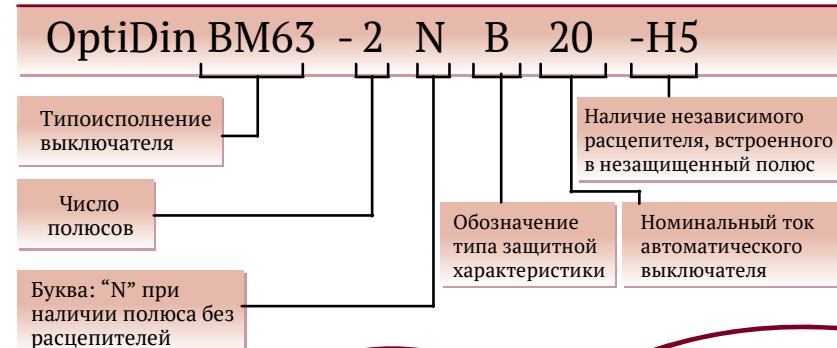 OptiDin BM63 - 2 N B 20 -H5
Типоисполнение
выключателя
Число
полюсов
Буква: “N” при
наличии полюса без
расцепителей
Обозначение
типа защитной
характеристики
Наличие независимого
расцепителя, встроенного
в незащищенный полюс
Номинальный ток
автоматического
выключателя